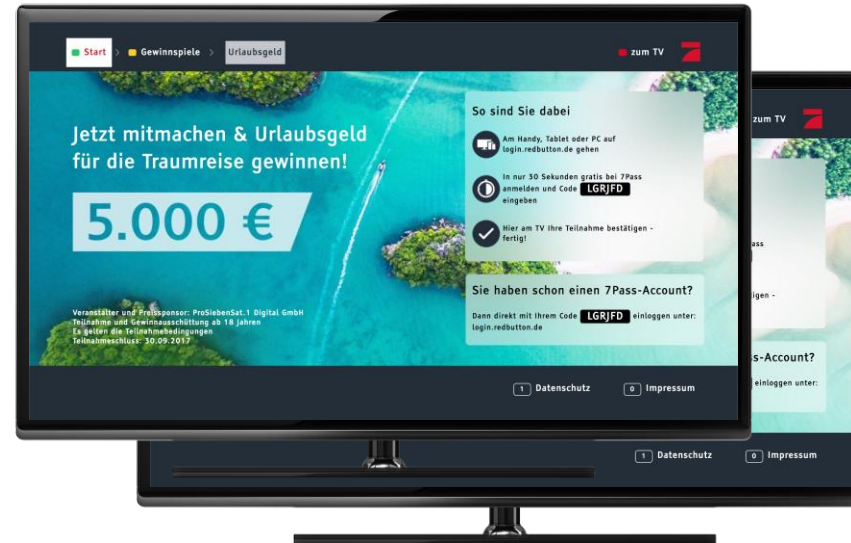 Start > Gewinnspiele > Urlaubsgeld
zum TV
Jetzt mitmachen & Urlaubsgeld
für die Traumreise gewinnen!
5.000 €
Veranstalter und Preissponsor: ProSiebenSat.1 Digital GmbH
Teilnahme und Gewinnausschüttung ab 18 Jahren
Es gelten die Teilnahmebedingungen
Teilnahmeschluss: 30.09.2017
So sind Sie dabei
Am Handy, Tablet oder PC auf
login.redbutton.de gehen
In nur 30 Sekunden gratis bei 7Pass
anmelden und Code LGRJFD
eingeben
Hier am TV Ihre Teilnahme bestätigen -
fertig!
Sie haben schon einen 7Pass-Account?
Dann direkt mit Ihrem Code LGRJFD einloggen unter:
login.redbutton.de
1 Datenschutz
0 Impressum
zum TV
ass
igen -
s-Account?
einloggen unter:
1 Datenschutz
0 Impressum